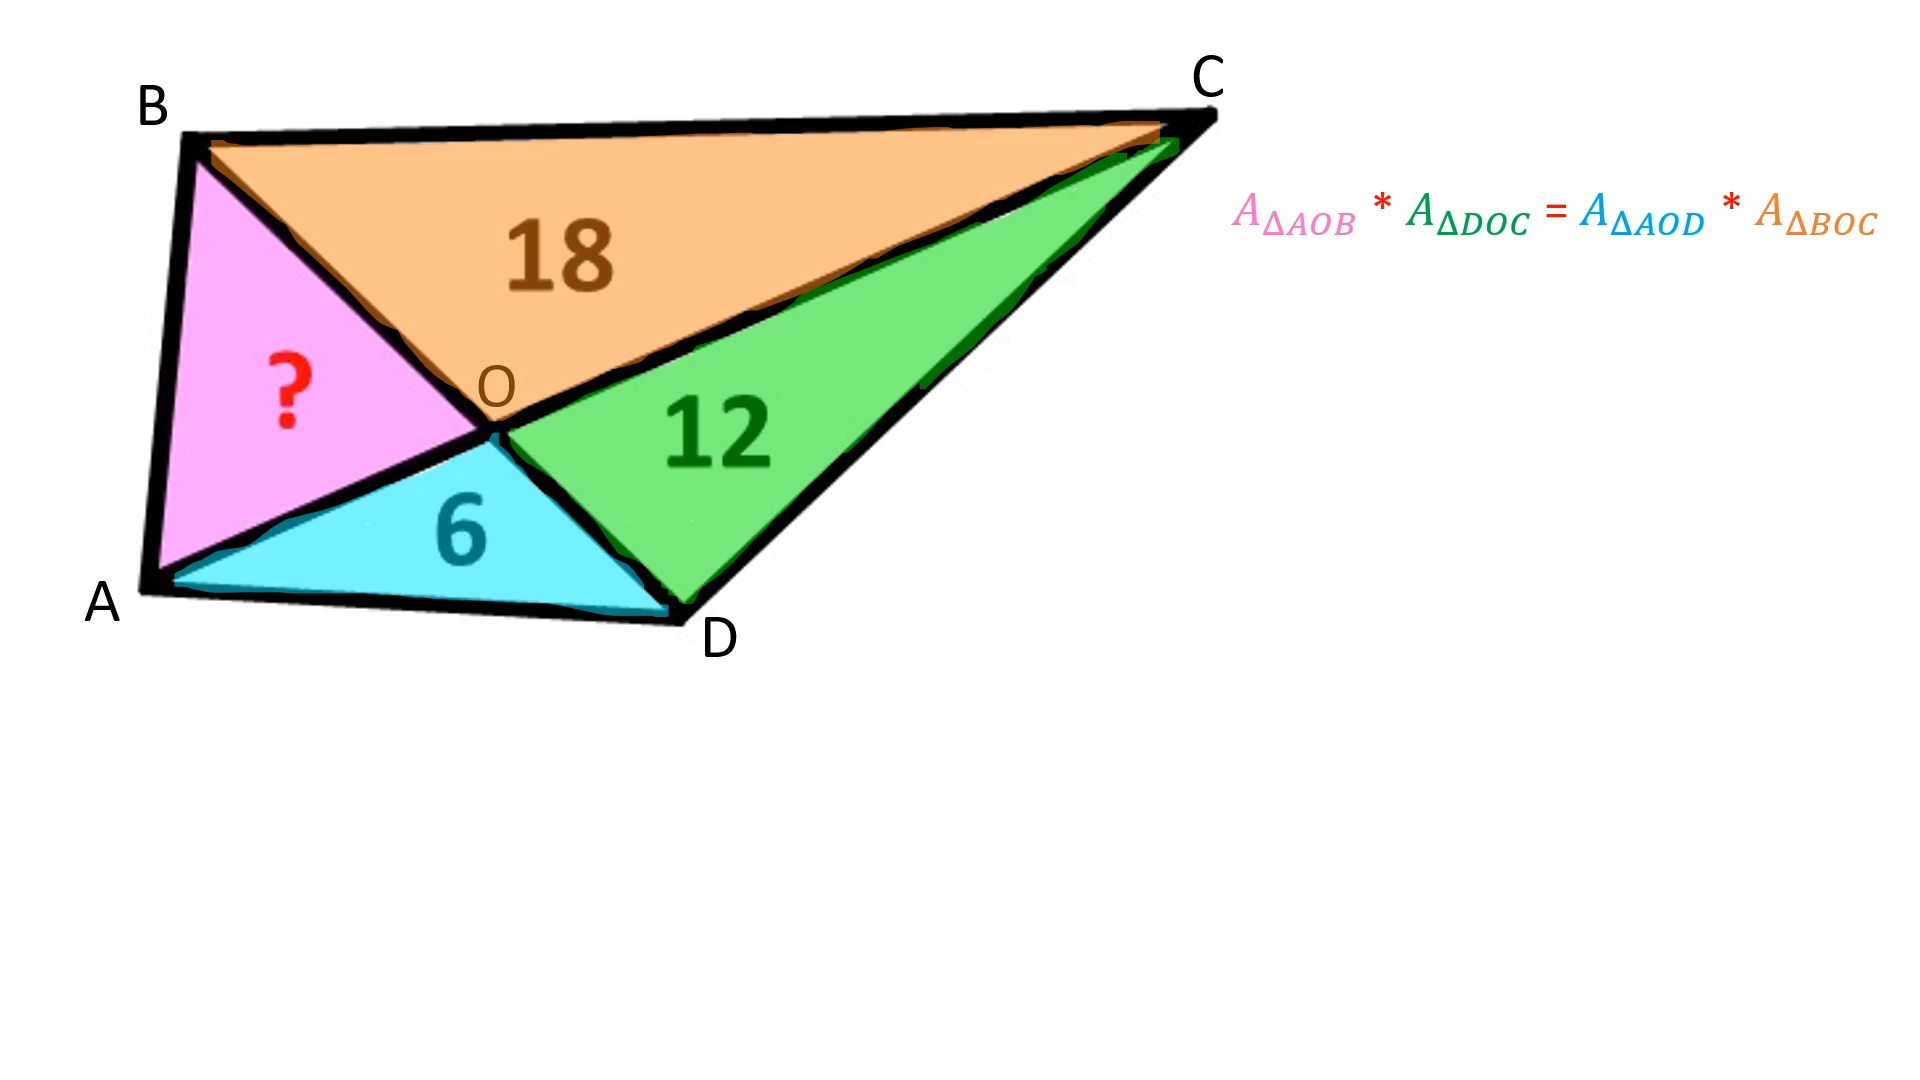 B
C
A_{ΔAOB} * A_{ΔDOC} = A_{ΔAOD} * A_{ΔBOC}
18
?
O
12
6
A
D